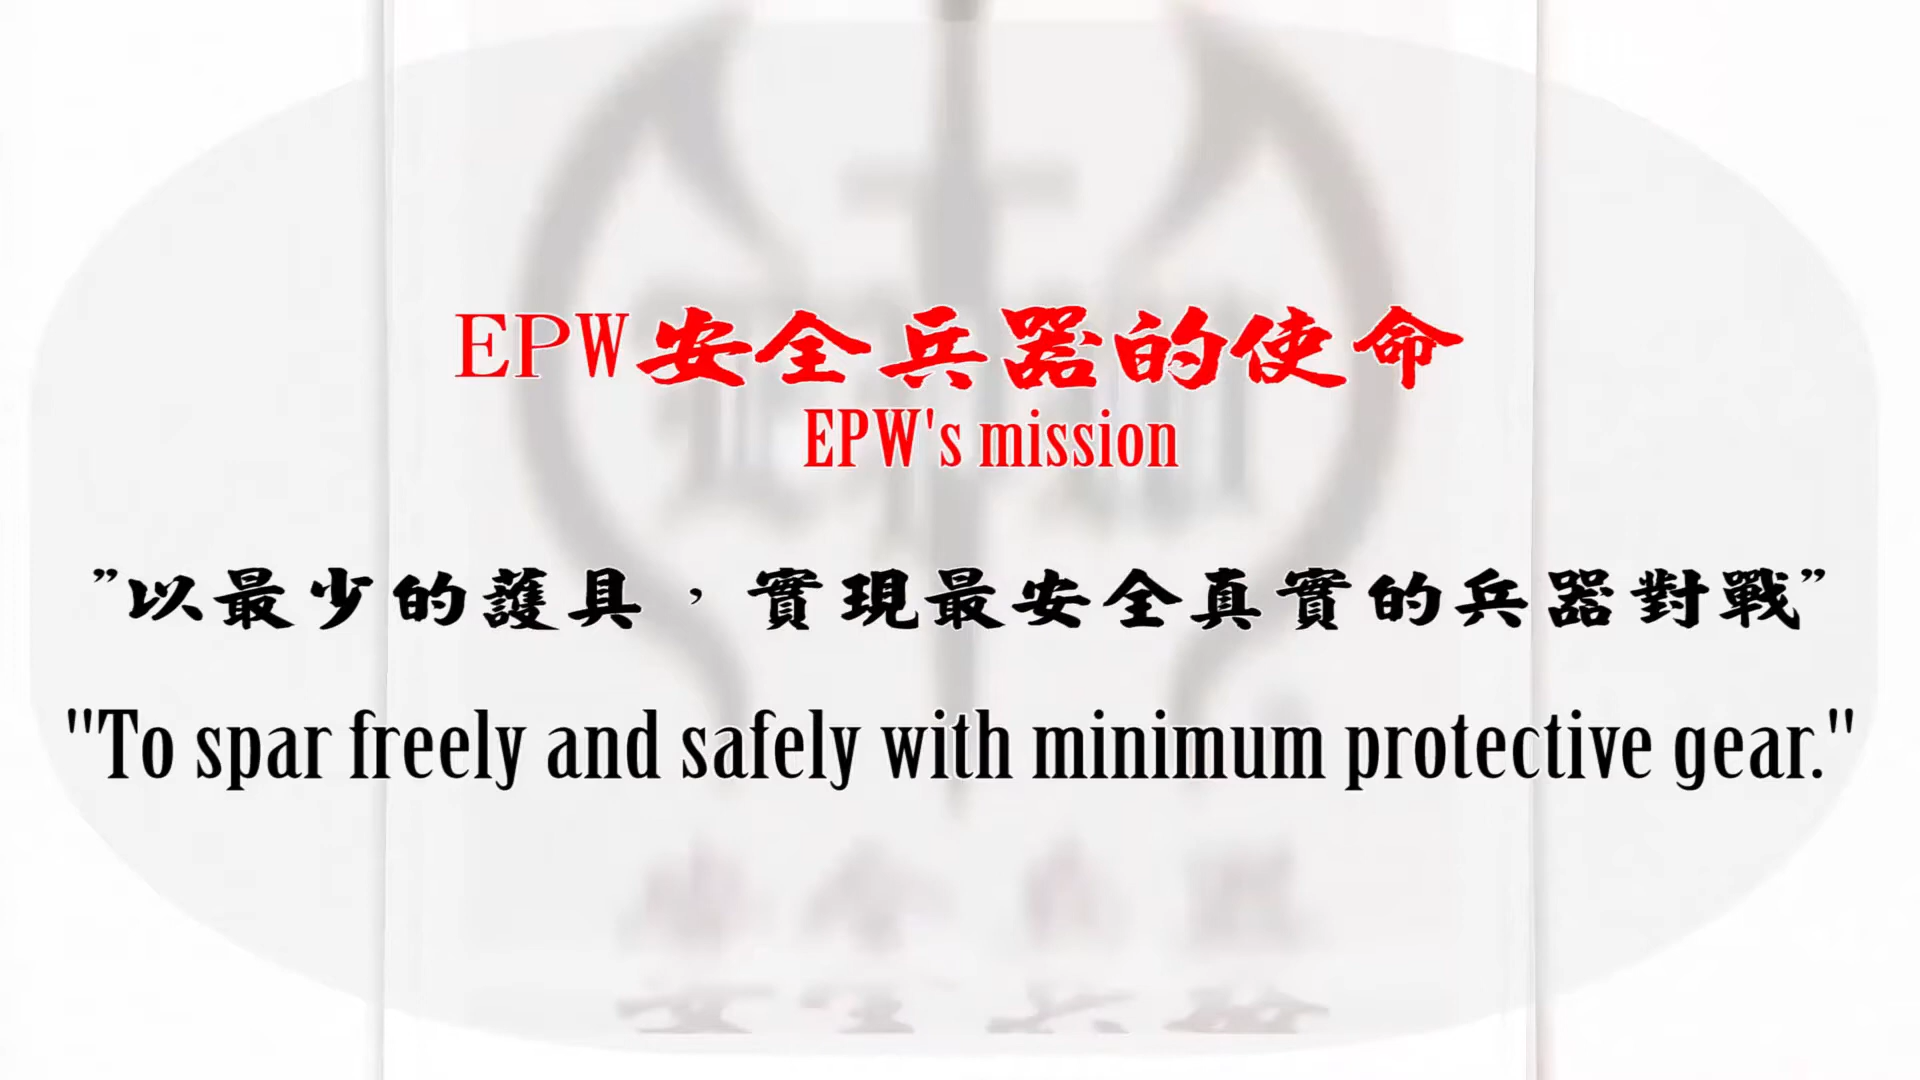 EPW安全兵器的使命
EPW's mission
"以最少的護具，實現最安全真實的兵器對戰"
"To spar freely and safely with minimum protective gear."